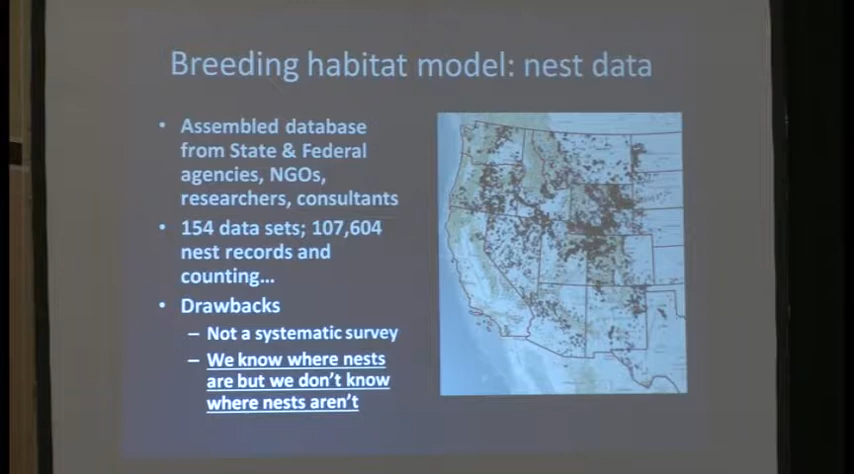 Breeding habitat model: nest data
• Assembled database
from State & Federal
agencies, NGOs,
researchers, consultants
• 154 data sets; 107,604
nest records and
counting...
• Drawbacks
– Not a systematic survey
– We know where nests
are but we don't know
where nests aren't